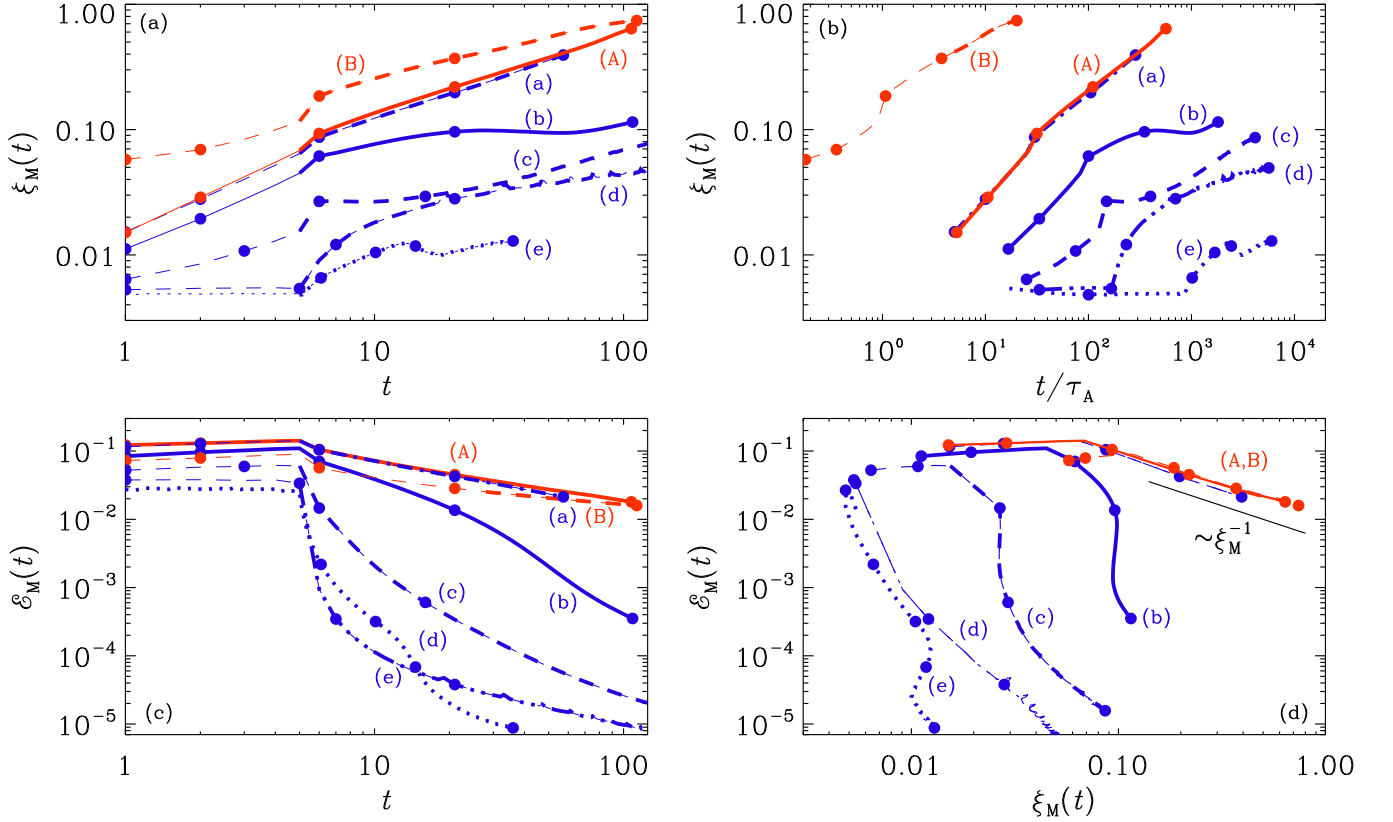 1.00
0.10
0.01
ξM(t)
(a)
(B)
(A)
(a)
(b)
(c)
(d)
(e)
1
10
100
t
1.00
0.10
0.01
ξM(t)
(b)
(B)
(A)
(a)
(b)
(c)
(d)
(e)
10⁰
10¹
10²
10³
10⁴
t/τA
10⁻¹
10⁻²
10⁻³
10⁻⁴
10⁻⁵
ℰM(t)
(A)
(a)
(B)
(b)
(c)
(d)
(e)
(c)
1
10
100
t
10⁻¹
10⁻²
10⁻³
10⁻⁴
10⁻⁵
ℰM(t)
(A,B)
~ξM⁻¹
(b)
(c)
(d)
(e)
(d)
0.01
0.10
1.00
ξM(t)